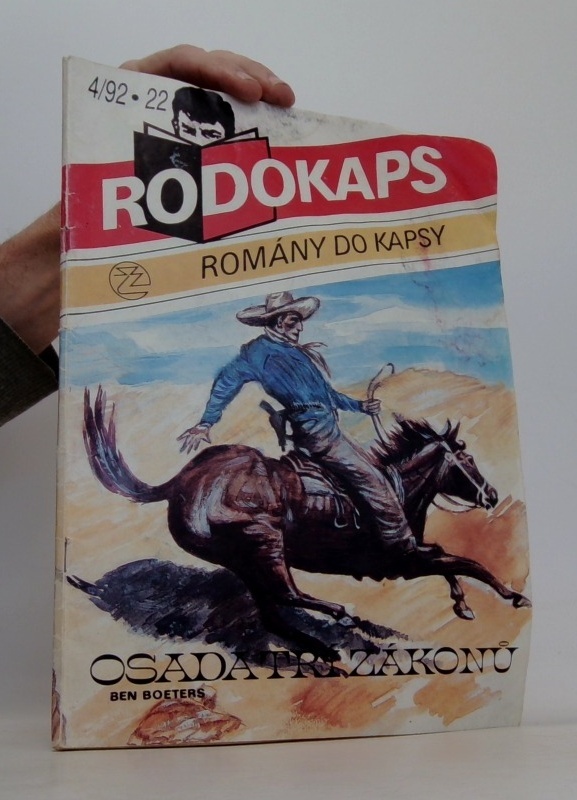 4/92 • 22
RODOKAPS
ROMÁNY DO KAPSY
OSADA TŘÍ ZÁKONŮ
BEN BOETERS